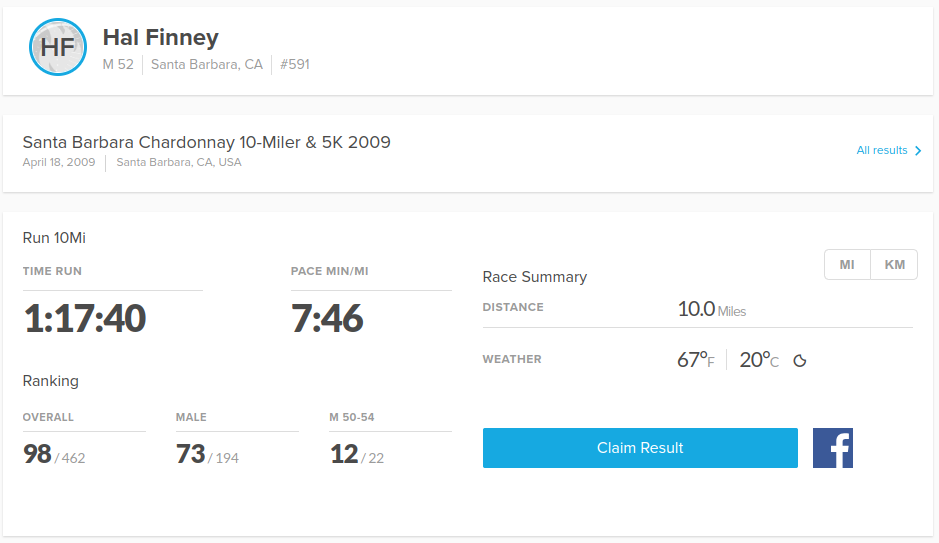 HF
Hal Finney
M 52 Santa Barbara, CA #591
Santa Barbara Chardonnay 10-Miler & 5K 2009
April 18, 2009 Santa Barbara, CA, USA
All results
Run 10Mi
TIME RUN PACE MIN/MI
1:17:40 7:46
Ranking
OVERALL MALE M 50-54
98 / 462 73 / 194 12 / 22
MI KM
Race Summary
DISTANCE 10.0 Miles
WEATHER 67°F 20°C
Claim Result
f